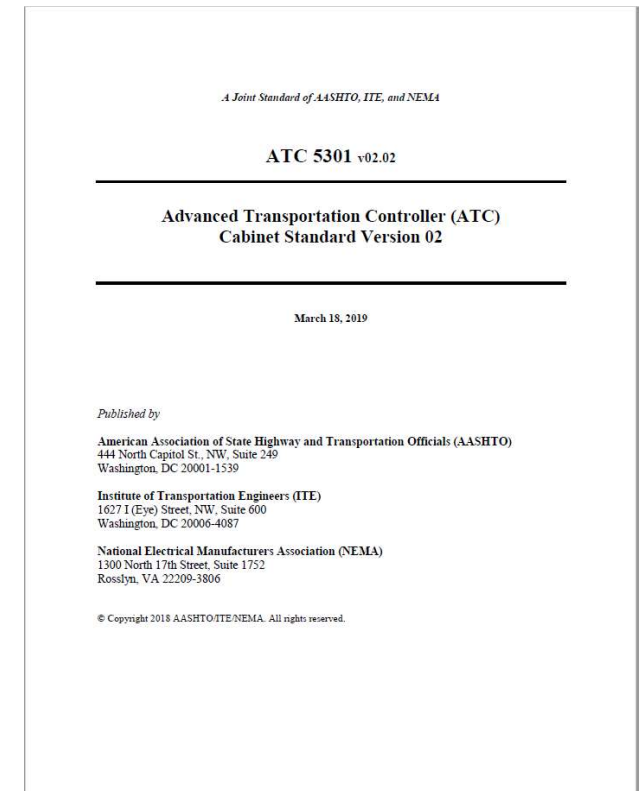 A Joint Standard of AASHTO, ITE, and NEMA
ATC 5301 v02.02
Advanced Transportation Controller (ATC)
Cabinet Standard Version 02
March 18, 2019
Published by
American Association of State Highway and Transportation Officials (AASHTO)
444 North Capitol St., NW, Suite 249
Washington, DC 20001-1539
Institute of Transportation Engineers (ITE)
1627 I (Eye) Street, NW, Suite 600
Washington, DC 20006-4087
National Electrical Manufacturers Association (NEMA)
1300 North 17th Street, Suite 1752
Rosslyn, VA 22209-3806
© Copyright 2018 AASHTO/ITE/NEMA. All rights reserved.